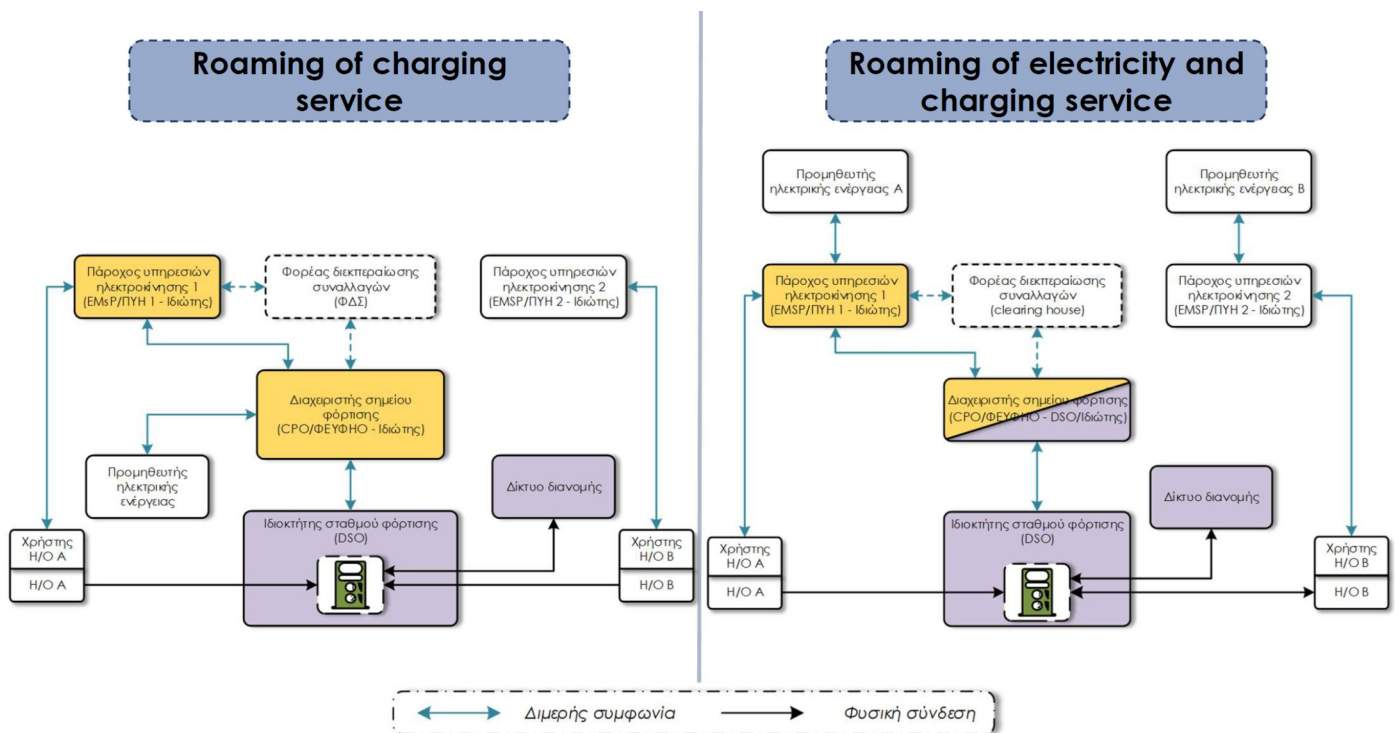 Roaming of charging
service
Πάροχος υπηρεσιών
ηλεκτροκίνησης 1
(EMsP/ΠΥΗ 1 - Ιδιώτης)
Φορέας διεκπεραίωσης
συναλλαγών
(ΦΔΣ)
Πάροχος υπηρεσιών
ηλεκτροκίνησης 2
(EMSP/ΠΥΗ 2 - Ιδιώτης)
Διαχειριστής σημείου
φόρτισης
(CPO/ΦΕΥΦΗΟ - Ιδιώτης)
Προμηθευτής
ηλεκτρικής
ενέργειας
Δίκτυο διανομής
Ιδιοκτήτης σταθμού φόρτισης
(DSO)
Χρήστης
Η/Ο Α
Η/Ο Α
Χρήστης
Η/Ο Β
Η/Ο Β
Roaming of electricity and
charging service
Προμηθευτής
ηλεκτρικής ενέργειας Α
Προμηθευτής
ηλεκτρικής ενέργειας Β
Πάροχος υπηρεσιών
ηλεκτροκίνησης 1
(EMSP/ΠΥΗ 1 - Ιδιώτης)
Φορέας διεκπεραίωσης
συναλλαγών
(clearing house)
Πάροχος υπηρεσιών
ηλεκτροκίνησης 2
(EMSP/ΠΥΗ 2 - Ιδιώτης)
Διαχειριστής σημείου φόρτισης
(CPO/ΦΕΥΦΗΟ - DSO/Ιδιώτης)
Δίκτυο διανομής
Ιδιοκτήτης σταθμού φόρτισης
(DSO)
Χρήστης
Η/Ο Α
Η/Ο Α
Χρήστης
Η/Ο Β
Η/Ο Β
Διμερής συμφωνία
Φυσική σύνδεση